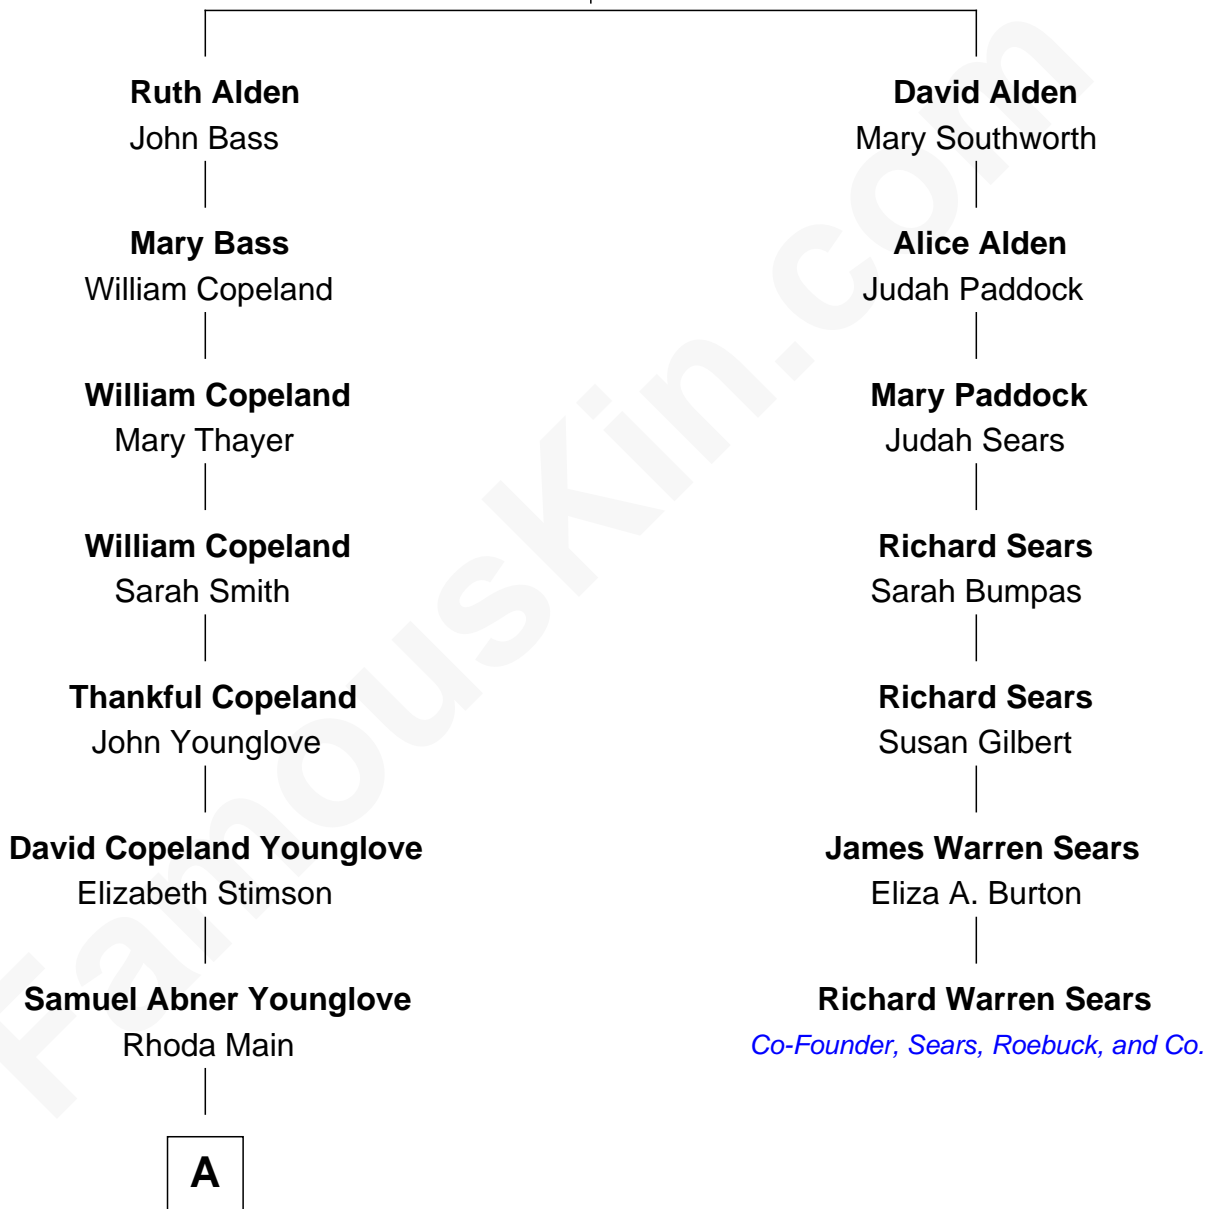 Ruth Alden
John Bass
David Alden
Mary Southworth
Mary Bass
William Copeland
Alice Alden
Judah Paddock
William Copeland
Mary Thayer
Mary Paddock
Judah Sears
William Copeland
Sarah Smith
Richard Sears
Sarah Bumpas
Thankful Copeland
John Younglove
Richard Sears
Susan Gilbert
David Copeland Younglove
Elizabeth Stimson
James Warren Sears
Eliza A. Burton
Samuel Abner Younglove
Rhoda Main
Richard Warren Sears
Co-Founder, Sears, Roebuck, and Co.
A
FamousKin.com